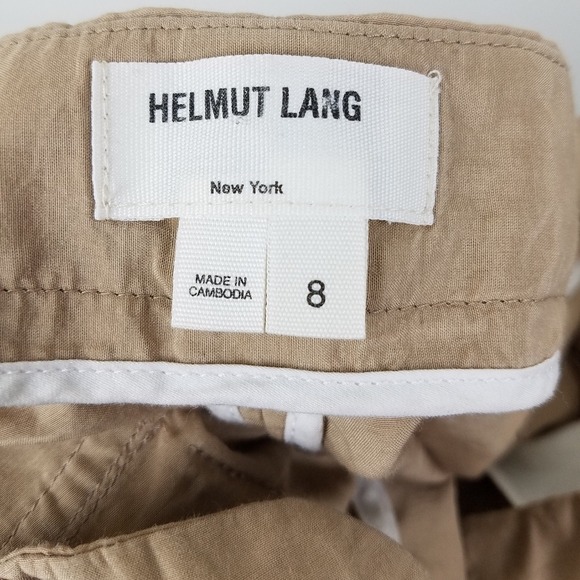 HELMUT LANG
New York
MADE IN
CAMBODIA
8